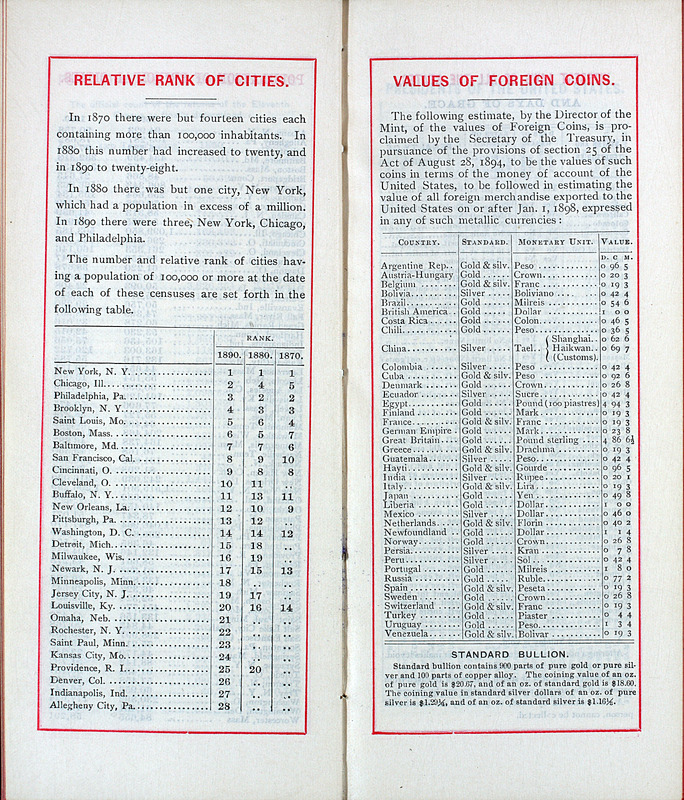 RELATIVE RANK OF CITIES.
In 1870 there were but fourteen cities each
containing more than 100,000 inhabitants. In
1880 this number had increased to twenty, and
in 1890 to twenty-eight.
In 1880 there was but one city, New York,
which had a population in excess of a million.
In 1890 there were three, New York, Chicago,
and Philadelphia.
The number and relative rank of cities hav-
ing a population of 100,000 or more at the date
of each of these censuses are set forth in the
following table.
RANK.
1890. 1880. 1870.
New York, N. Y. 1 1 1
Chicago, Ill. 2 4 5
Philadelphia, Pa. 3 2 2
Brooklyn, N. Y. 4 3 3
Saint Louis, Mo. 5 6 4
Boston, Mass. 6 5 7
Baltimore, Md. 7 7 6
San Francisco, Cal. 8 9 10
Cincinnati, O. 9 8 8
Cleveland, O. 10 11 ..
Buffalo, N. Y. 11 13 11
New Orleans, La. 12 10 9
Pittsburgh, Pa. 13 12 ..
Washington, D. C. 14 14 12
Detroit, Mich. 15 18 ..
Milwaukee, Wis. 16 19 ..
Newark, N. J. 17 15 13
Minneapolis, Minn. 18 .. ..
Jersey City, N. J. 19 17 ..
Louisville, Ky. 20 16 14
Omaha, Neb. 21 .. ..
Rochester, N. Y. 22 .. ..
Saint Paul, Minn. 23 .. ..
Kansas City, Mo. 24 .. ..
Providence, R. I. 25 20 ..
Denver, Col. 26 .. ..
Indianapolis, Ind. 27 .. ..
Allegheny City, Pa. 28 .. ..
VALUES OF FOREIGN COINS.
The following estimate, by the Director of the
Mint, of the values of Foreign Coins, is pro-
claimed by the Secretary of the Treasury, in
pursuance of the provisions of section 25 of the
Act of August 28, 1894, to be the values of such
coins in terms of the money of account of the
United States, to be followed in estimating the
value of all foreign merchandise exported to the
United States on or after Jan. 1, 1898, expressed
in any of such metallic currencies:
COUNTRY. STANDARD. MONETARY UNIT. VALUE.
D. C M.
Argentine Rep. Gold & silv. Peso 0 96 5
Austria-Hungary Gold Crown 0 20 3
Belgium Gold & silv. Franc 0 19 3
Bolivia Silver Boliviano 0 42 4
Brazil Gold Milreis 0 54 6
British America Gold Dollar 1 0 0
Costa Rica Gold Colon 0 46 5
Chili Gold Peso 0 36 5
China Silver Tael { Shanghai 0 62 6
Haikwan 0 69 7
(Customs).
Colombia Silver Peso 0 42 4
Cuba Gold & silv. Peso 0 92 6
Denmark Gold Crown 0 26 8
Ecuador Silver Sucre 0 42 4
Egypt Gold Pound (100 piastres) 4 94 3
Finland Gold Mark 0 19 3
France Gold & silv. Franc 0 19 3
German Empire Gold Mark 0 23 8
Great Britain Gold Pound sterling 4 86 6½
Greece Gold & silv. Drachma 0 19 3
Guatemala Silver Peso 0 42 4
Hayti Gold & silv. Gourde 0 96 5
India Silver Rupee 0 20 1
Italy Gold & silv. Lira 0 19 3
Japan Gold Yen 0 49 8
Liberia Gold Dollar 1 0 0
Mexico Silver Dollar 0 46 0
Netherlands Gold & silv. Florin 0 40 2
Newfoundland Gold Dollar 1 1 4
Norway Gold Crown 0 26 8
Persia Silver Kran 0 7 8
Peru Silver Sol 0 42 4
Portugal Gold Milreis 1 8 0
Russia Gold Ruble 0 77 2
Spain Gold & silv. Peseta 0 19 3
Sweden Gold Crown 0 26 8
Switzerland Gold & silv. Franc 0 19 3
Turkey Gold Piaster 0 4 4
Uruguay Gold Peso 1 3 4
Venezuela Gold & silv. Bolivar 0 19 3
STANDARD BULLION.
Standard bullion contains 900 parts of pure gold or pure sil-
ver and 100 parts of copper alloy. The coining value of an oz.
of pure gold is $20.67, and of an oz. of standard gold is $18.60.
The coining value in standard silver dollars of an oz. of pure
silver is $1.29¼, and of an oz. of standard silver is $1.16⅓.